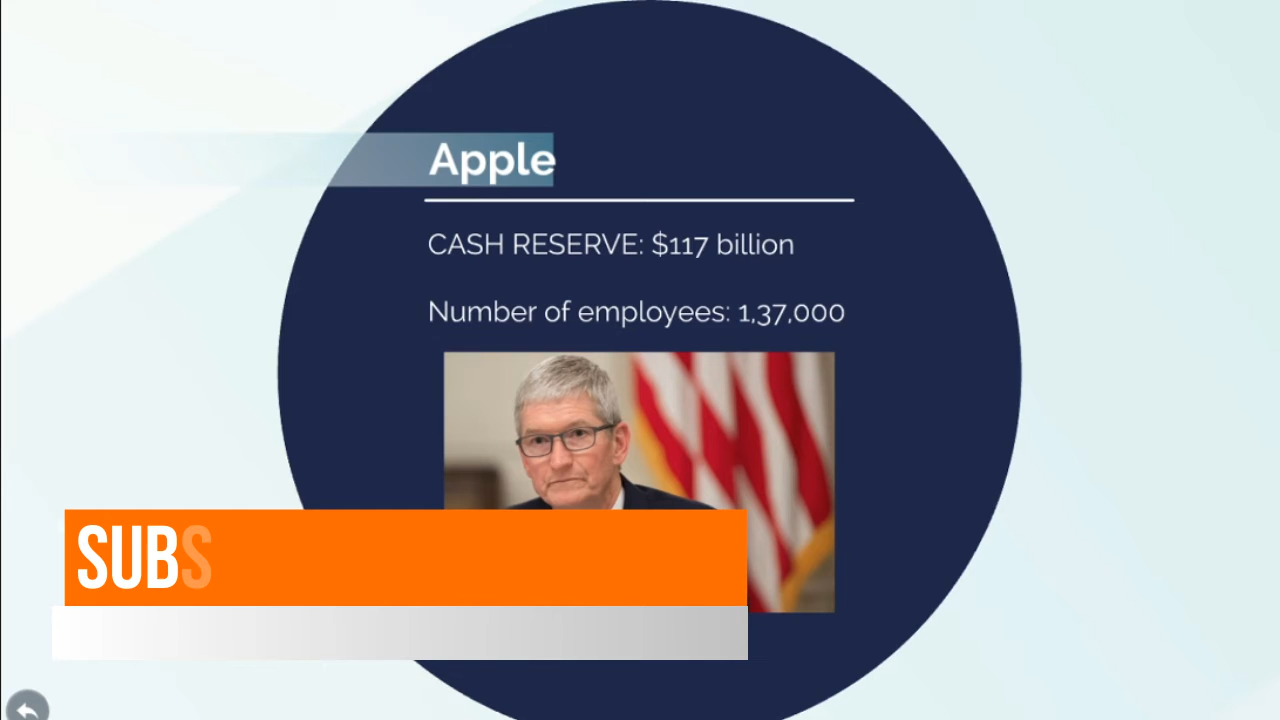 Apple
CASH RESERVE: $117 billion
Number of employees: 1,37,000
SUBS